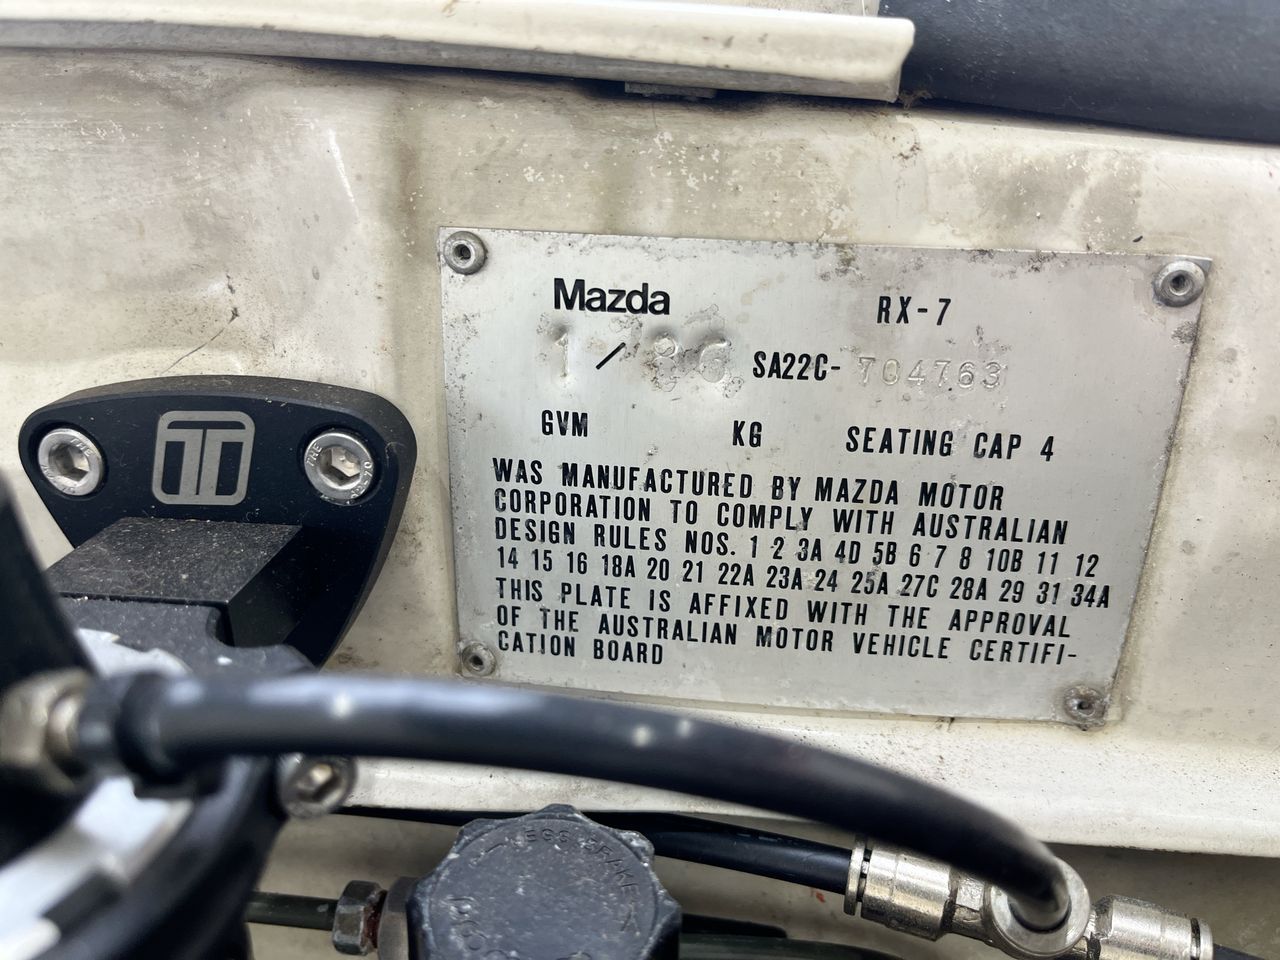 Mazda RX-7
1/86 SA22C-704763
GVM KG SEATING CAP 4
WAS MANUFACTURED BY MAZDA MOTOR
CORPORATION TO COMPLY WITH AUSTRALIAN
DESIGN RULES NOS. 1 2 3A 4D 5B 6 7 8 10B 11 12
14 15 16 18A 20 21 22A 23A 24 25A 27C 28A 29 31 34A
THIS PLATE IS AFFIXED WITH THE APPROVAL
OF THE AUSTRALIAN MOTOR VEHICLE CERTIFI-
CATION BOARD